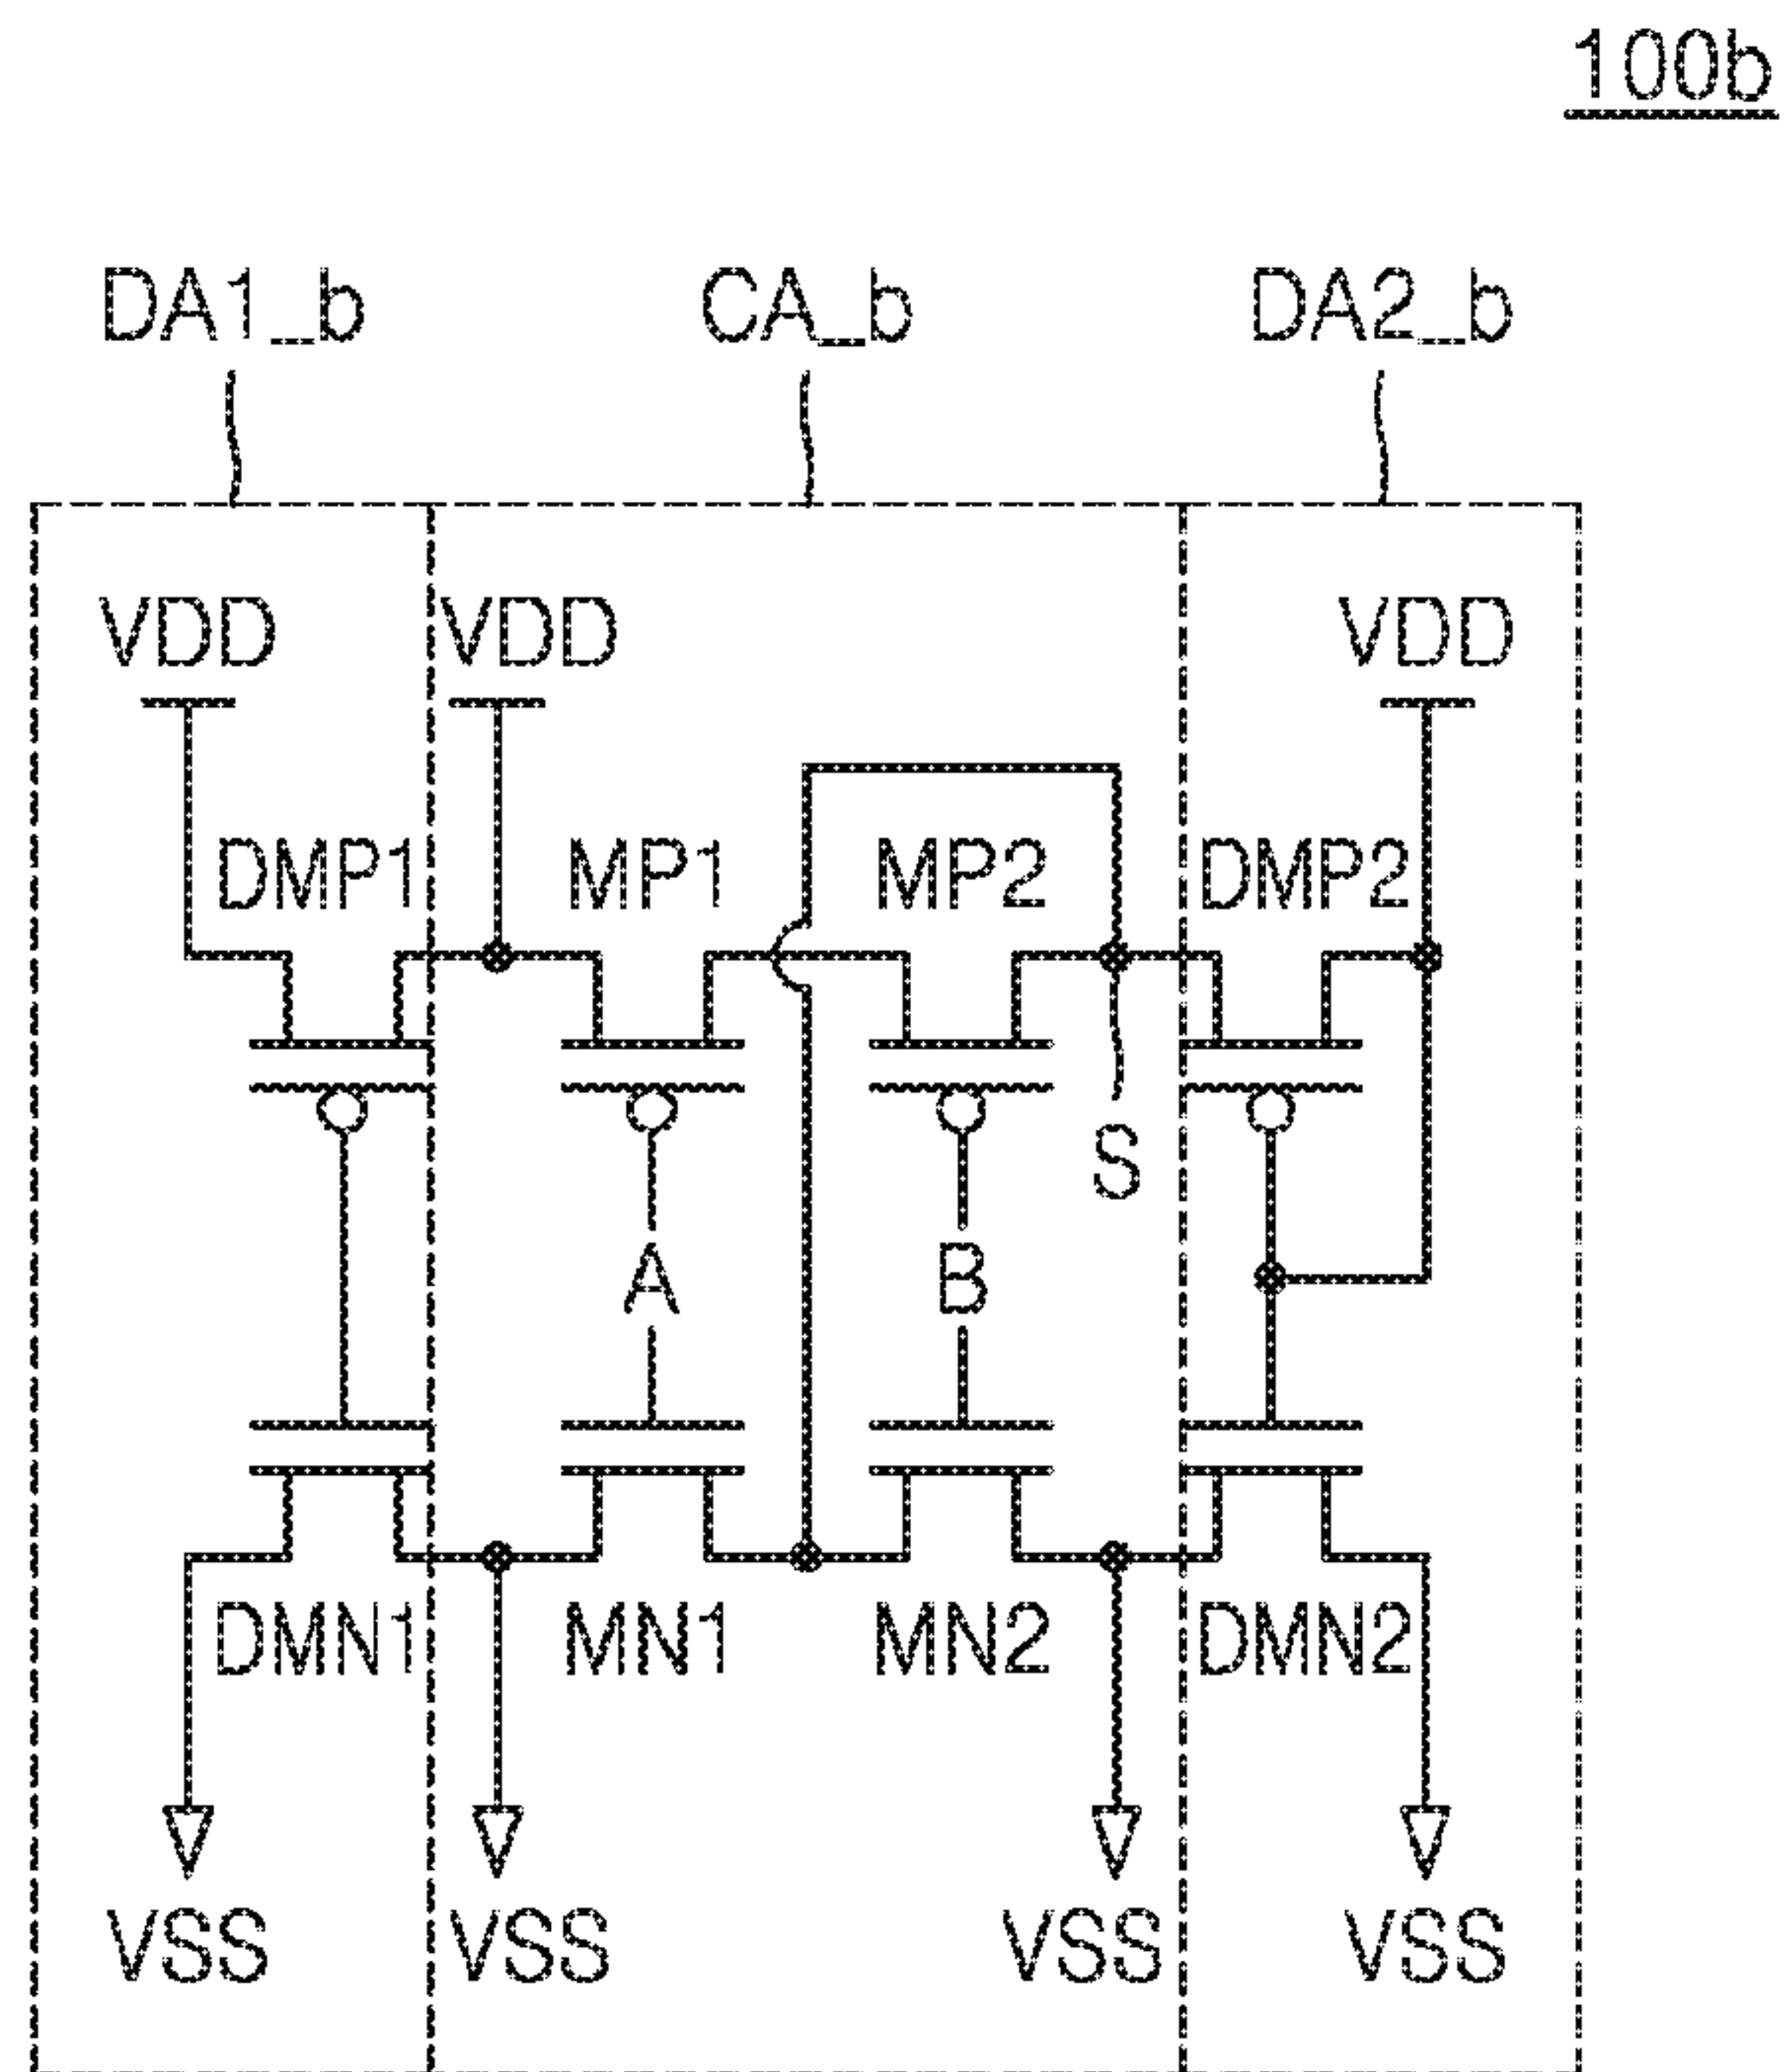 100b
DA1_b CA_b DA2_b
VDD VDD VDD
DMP1 MP1 MP2 DMP2
S
A B
DMN1 MN1 MN2 DMN2
VSS VSS VSS VSS